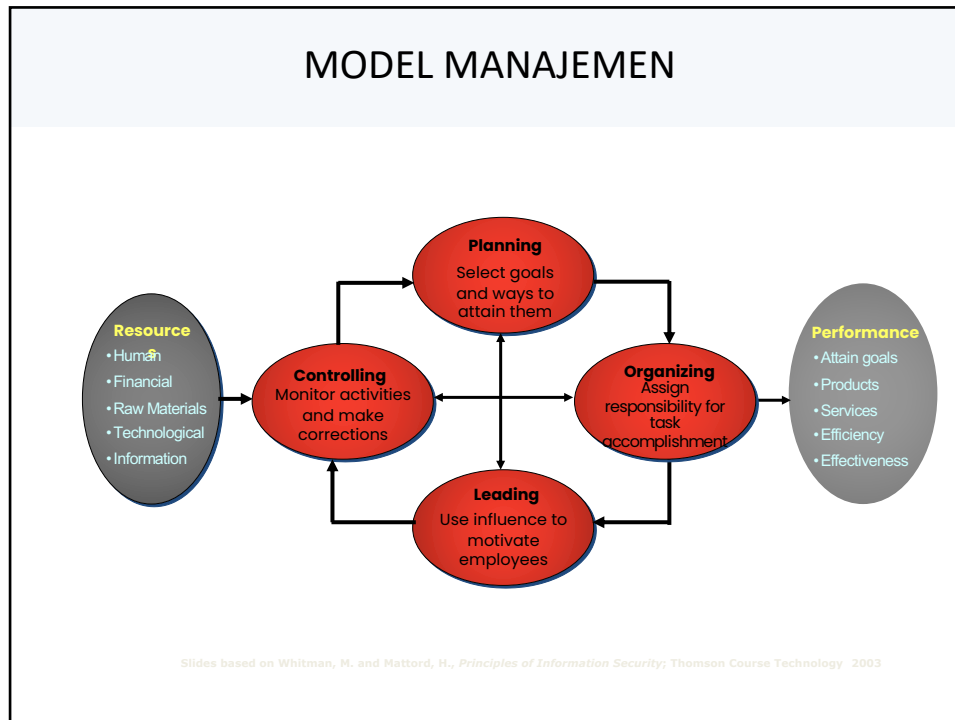 MODEL MANAJEMEN
Planning
Select goals
and ways to
attain them
Resource
s
•Human
•Financial
•Raw Materials
•Technological
•Information
Controlling
Monitor activities
and make
corrections
Organizing
Assign
responsibility for
task
accomplishment
Performance
•Attain goals
•Products
•Services
•Efficiency
•Effectiveness
Leading
Use influence to
motivate
employees
Slides based on Whitman, M. and Mattord, H., Principles of Information Security; Thomson Course Technology 2003